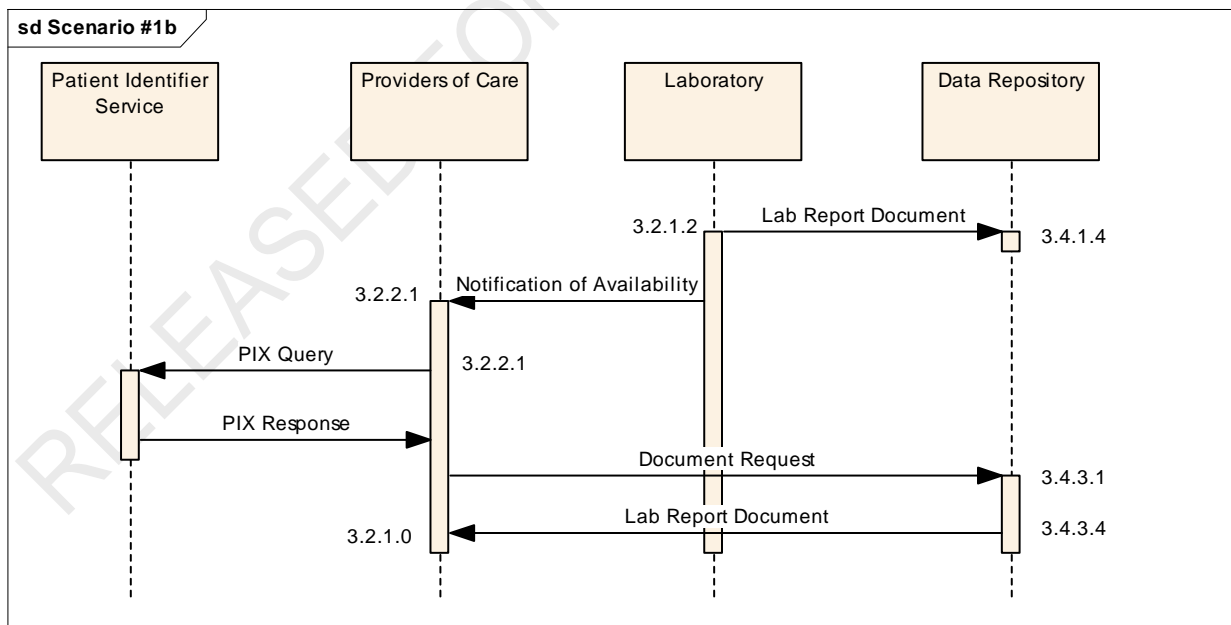 sd Scenario #1b
Patient Identifier
Service
Providers of Care
Laboratory
Data Repository
3.2.1.2
Lab Report Document
3.4.1.4
3.2.2.1
Notification of Availability
PIX Query
3.2.2.1
PIX Response
Document Request
3.4.3.1
3.2.1.0
Lab Report Document
3.4.3.4